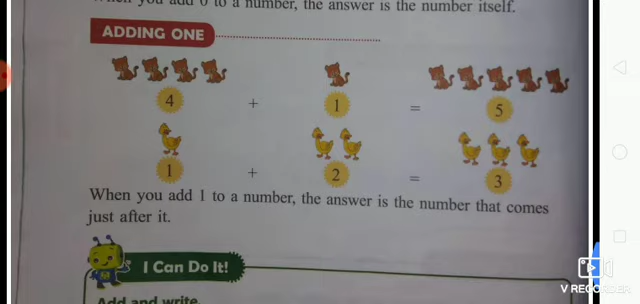 When you add 0 to a number, the answer is the number itself.
ADDING ONE
4 + 1 = 5
1 + 2 = 3
When you add 1 to a number, the answer is the number that comes
just after it.
I Can Do It!
Add and write.
V RECORDER